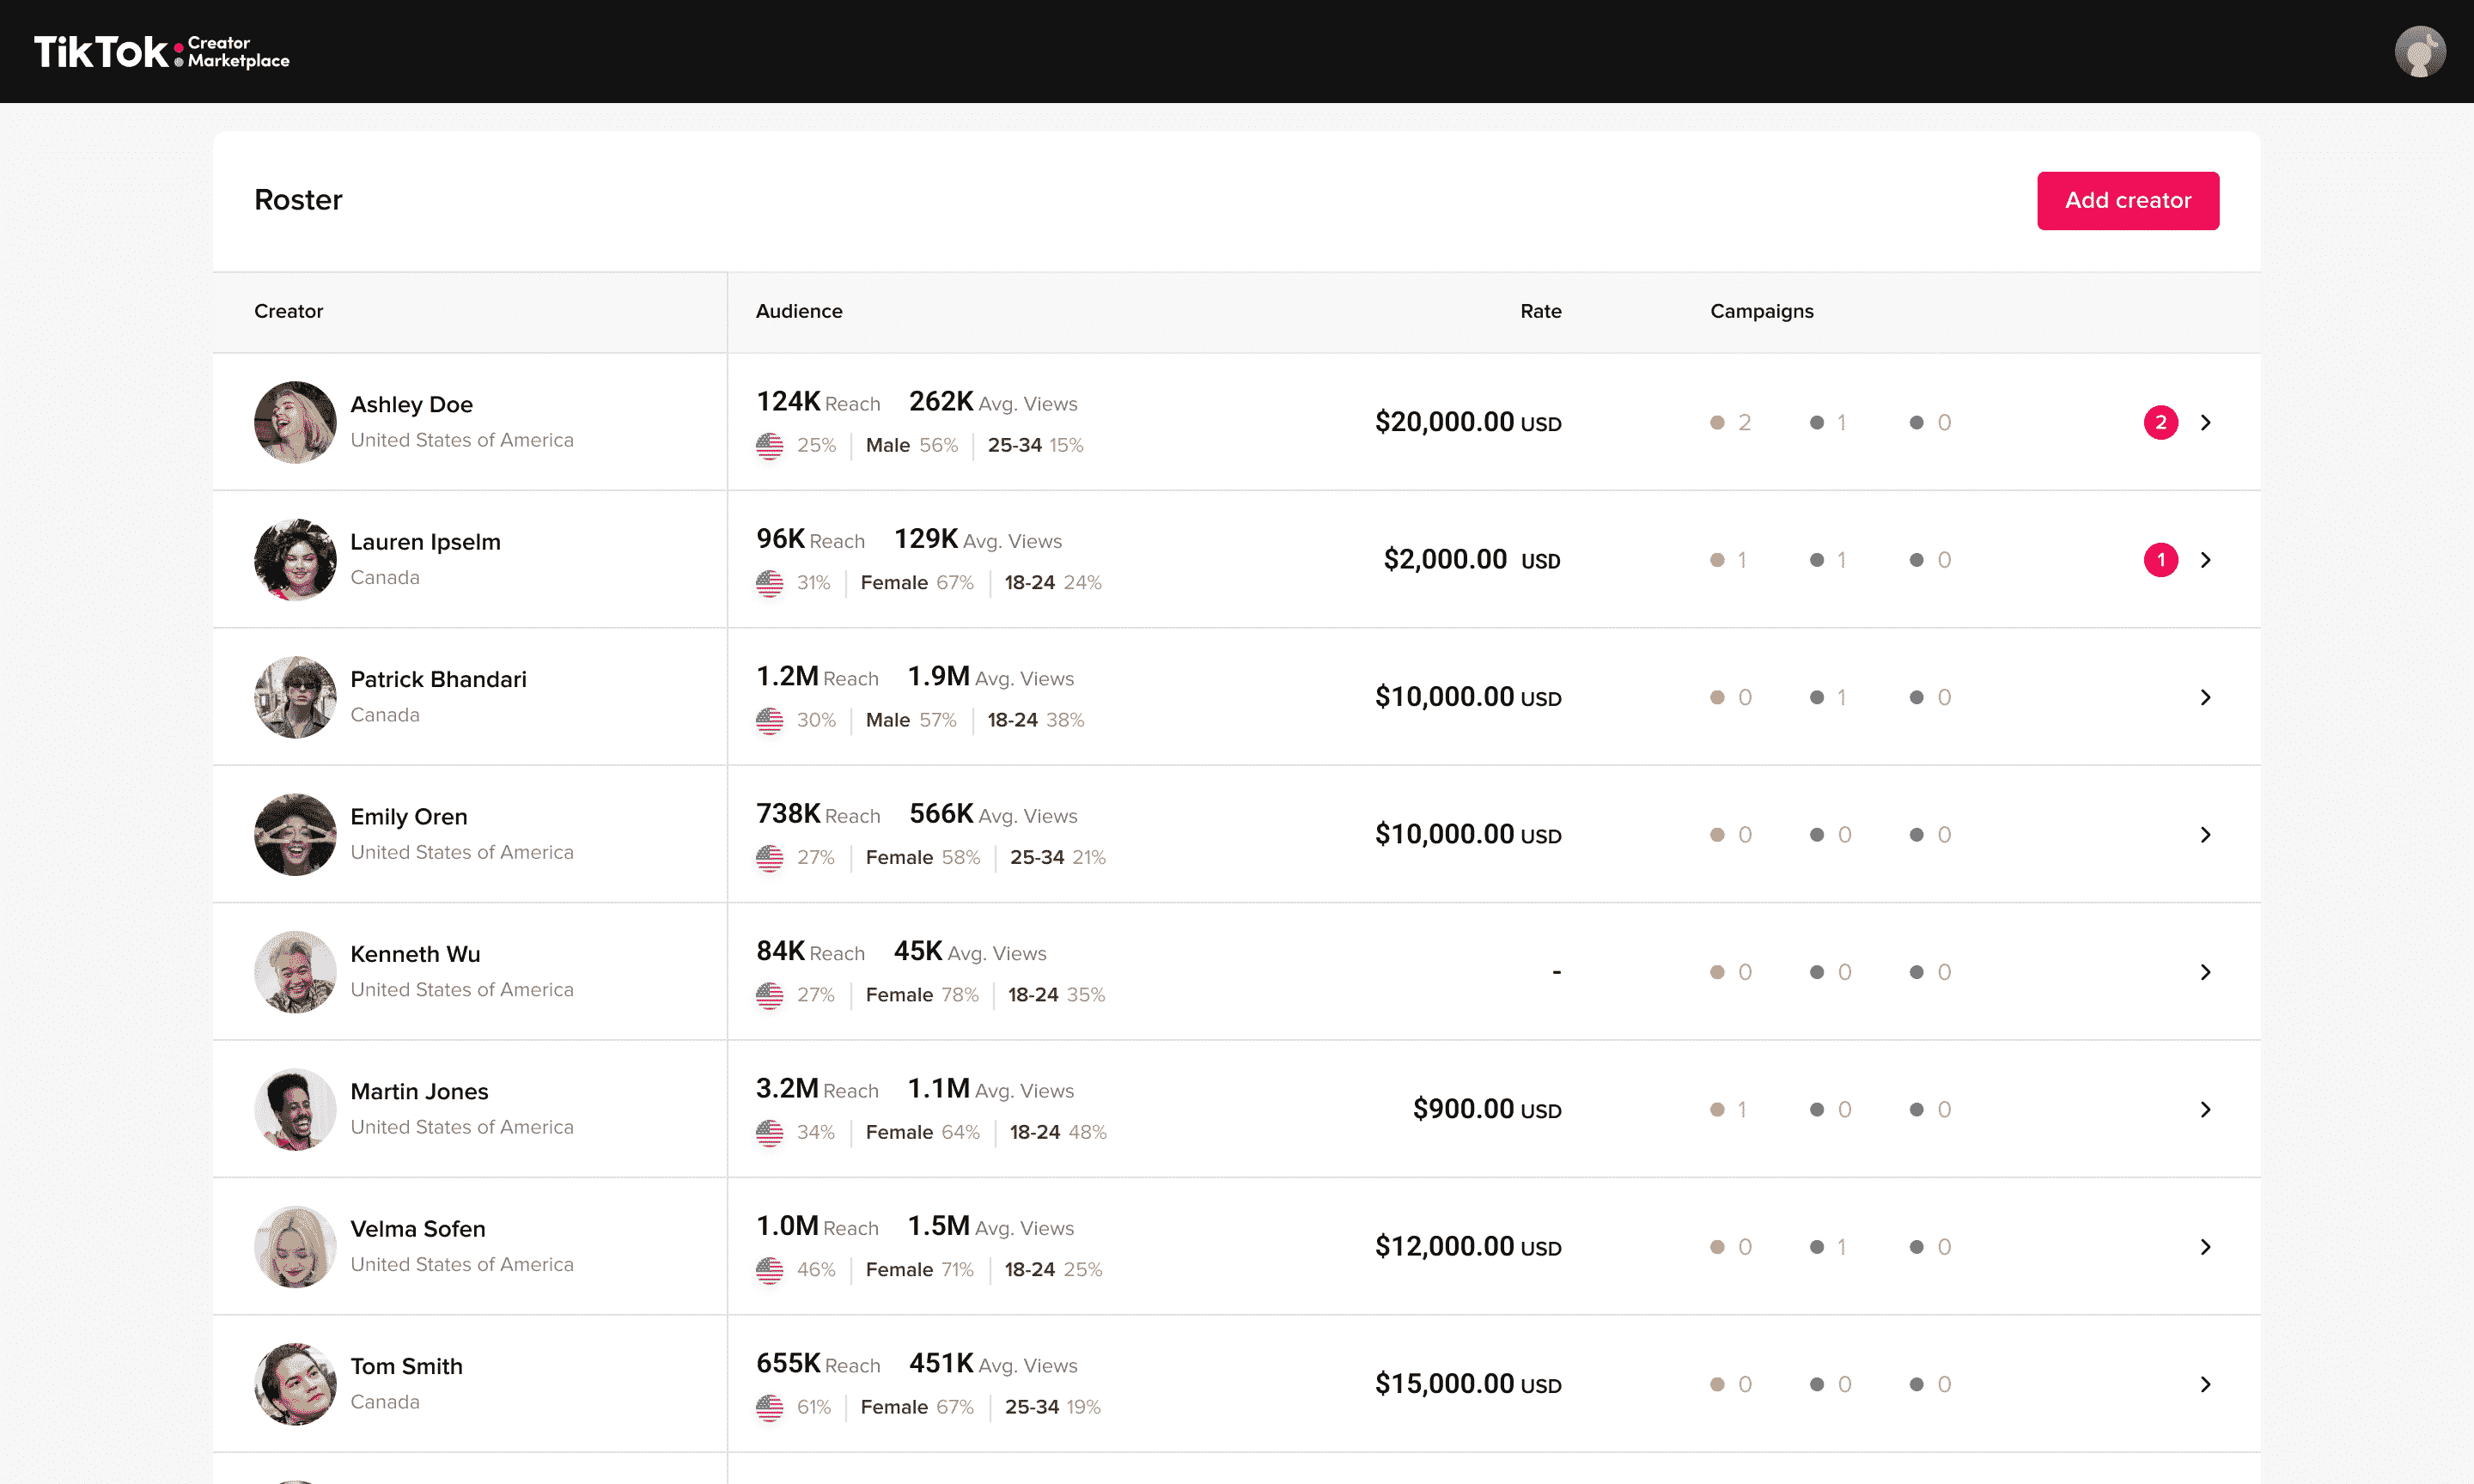 TikTok: Creator Marketplace
Roster
Add creator
Creator Audience Rate Campaigns
Ashley Doe
United States of America
124K Reach 262K Avg. Views
25% Male 56% 25-34 15%
$20,000.00 USD
2 1 0
2
Lauren Ipselm
Canada
96K Reach 129K Avg. Views
31% Female 67% 18-24 24%
$2,000.00 USD
1 1 0
1
Patrick Bhandari
Canada
1.2M Reach 1.9M Avg. Views
30% Male 57% 18-24 38%
$10,000.00 USD
0 1 0
Emily Oren
United States of America
738K Reach 566K Avg. Views
27% Female 58% 25-34 21%
$10,000.00 USD
0 0 0
Kenneth Wu
United States of America
84K Reach 45K Avg. Views
27% Female 78% 18-24 35%
-
0 0 0
Martin Jones
United States of America
3.2M Reach 1.1M Avg. Views
34% Female 64% 18-24 48%
$900.00 USD
1 0 0
Velma Sofen
United States of America
1.0M Reach 1.5M Avg. Views
46% Female 71% 18-24 25%
$12,000.00 USD
0 1 0
Tom Smith
Canada
655K Reach 451K Avg. Views
61% Female 67% 25-34 19%
$15,000.00 USD
0 0 0